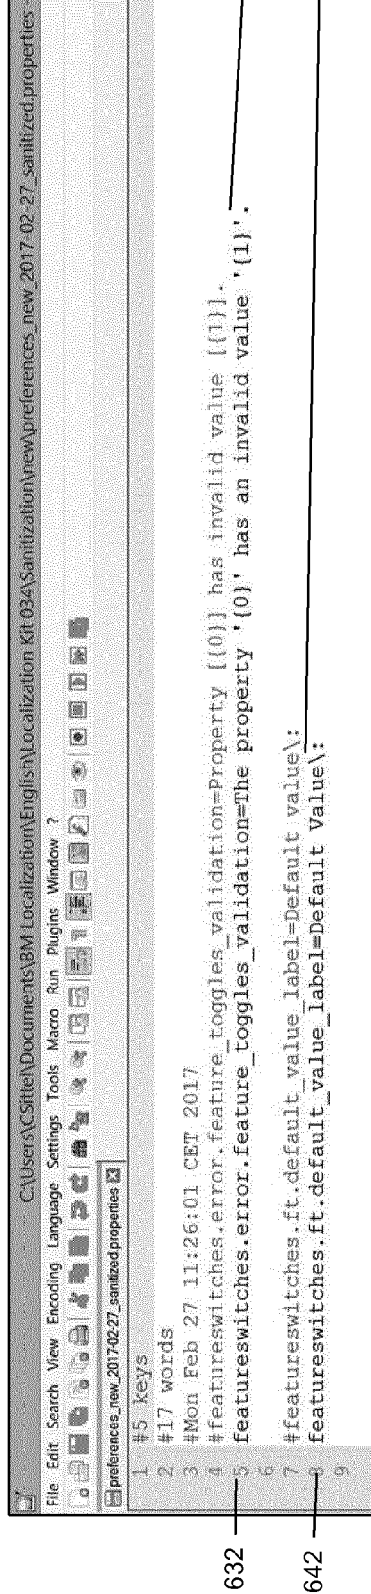 C:\Users\CSittel\Documents\BM Localization\English\Localization Kit 034\Sanitization\new\preferences_new_2017-02-27_sanitized.properties -
File Edit Search View Encoding Language Settings Tools Macro Run Plugins Window ?
preferences_new_2017-02-27_sanitized.properties
1 #5 keys
2 #17 words
3 #Mon Feb 27 11:26:01 CET 2017
4 #featureswitches.error.feature_toggles_validation=Property [{0}] has invalid value [{1}].
5 featureswitches.error.feature_toggles_validation=The property '{0}' has an invalid value '{1}'.
6
7 #featureswitches.ft.default_value_label=Default value\:
8 featureswitches.ft.default_value_label=Default Value\:
9
632
642